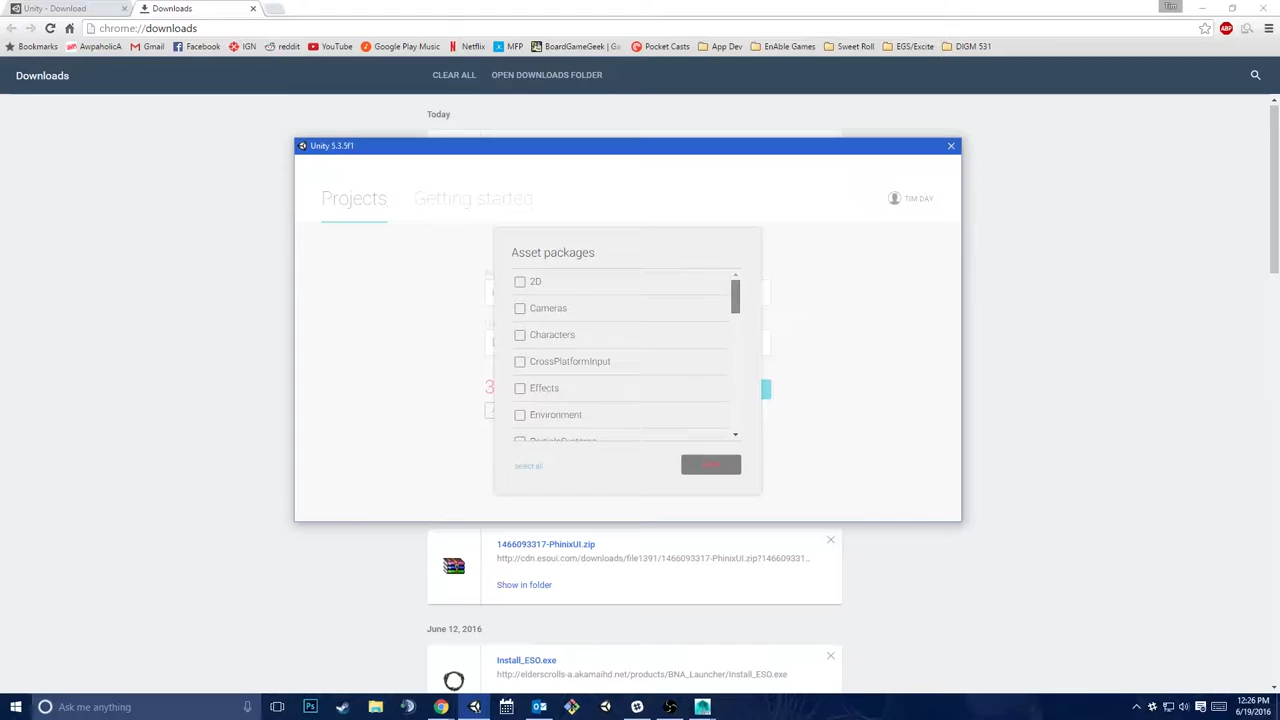 Unity - Download
Downloads
Tim
chrome://downloads
Bookmarks
AwpaholicA
Gmail
Facebook
IGN
reddit
YouTube
Google Play Music
Netflix
MFP
BoardGameGeek | Ga
Pocket Casts
App Dev
EnAble Games
Sweet Roll
EGS/Excite
DIGM 531
Downloads
CLEAR ALL
OPEN DOWNLOADS FOLDER
Today
Unity 5.3.5f1
Projects
Getting started
TIM DAY
Asset packages
2D
Cameras
Characters
CrossPlatformInput
Effects
Environment
ParticleSystems
3
select all
1466093317-PhinixUI.zip
http://cdn.esoui.com/downloads/file1391/1466093317-PhinixUI.zip?146609331...
Show in folder
June 12, 2016
Install_ESO.exe
http://elderscrolls-a.akamaihd.net/products/BNA_Launcher/Install_ESO.exe
Ask me anything
12:26 PM
6/19/2016